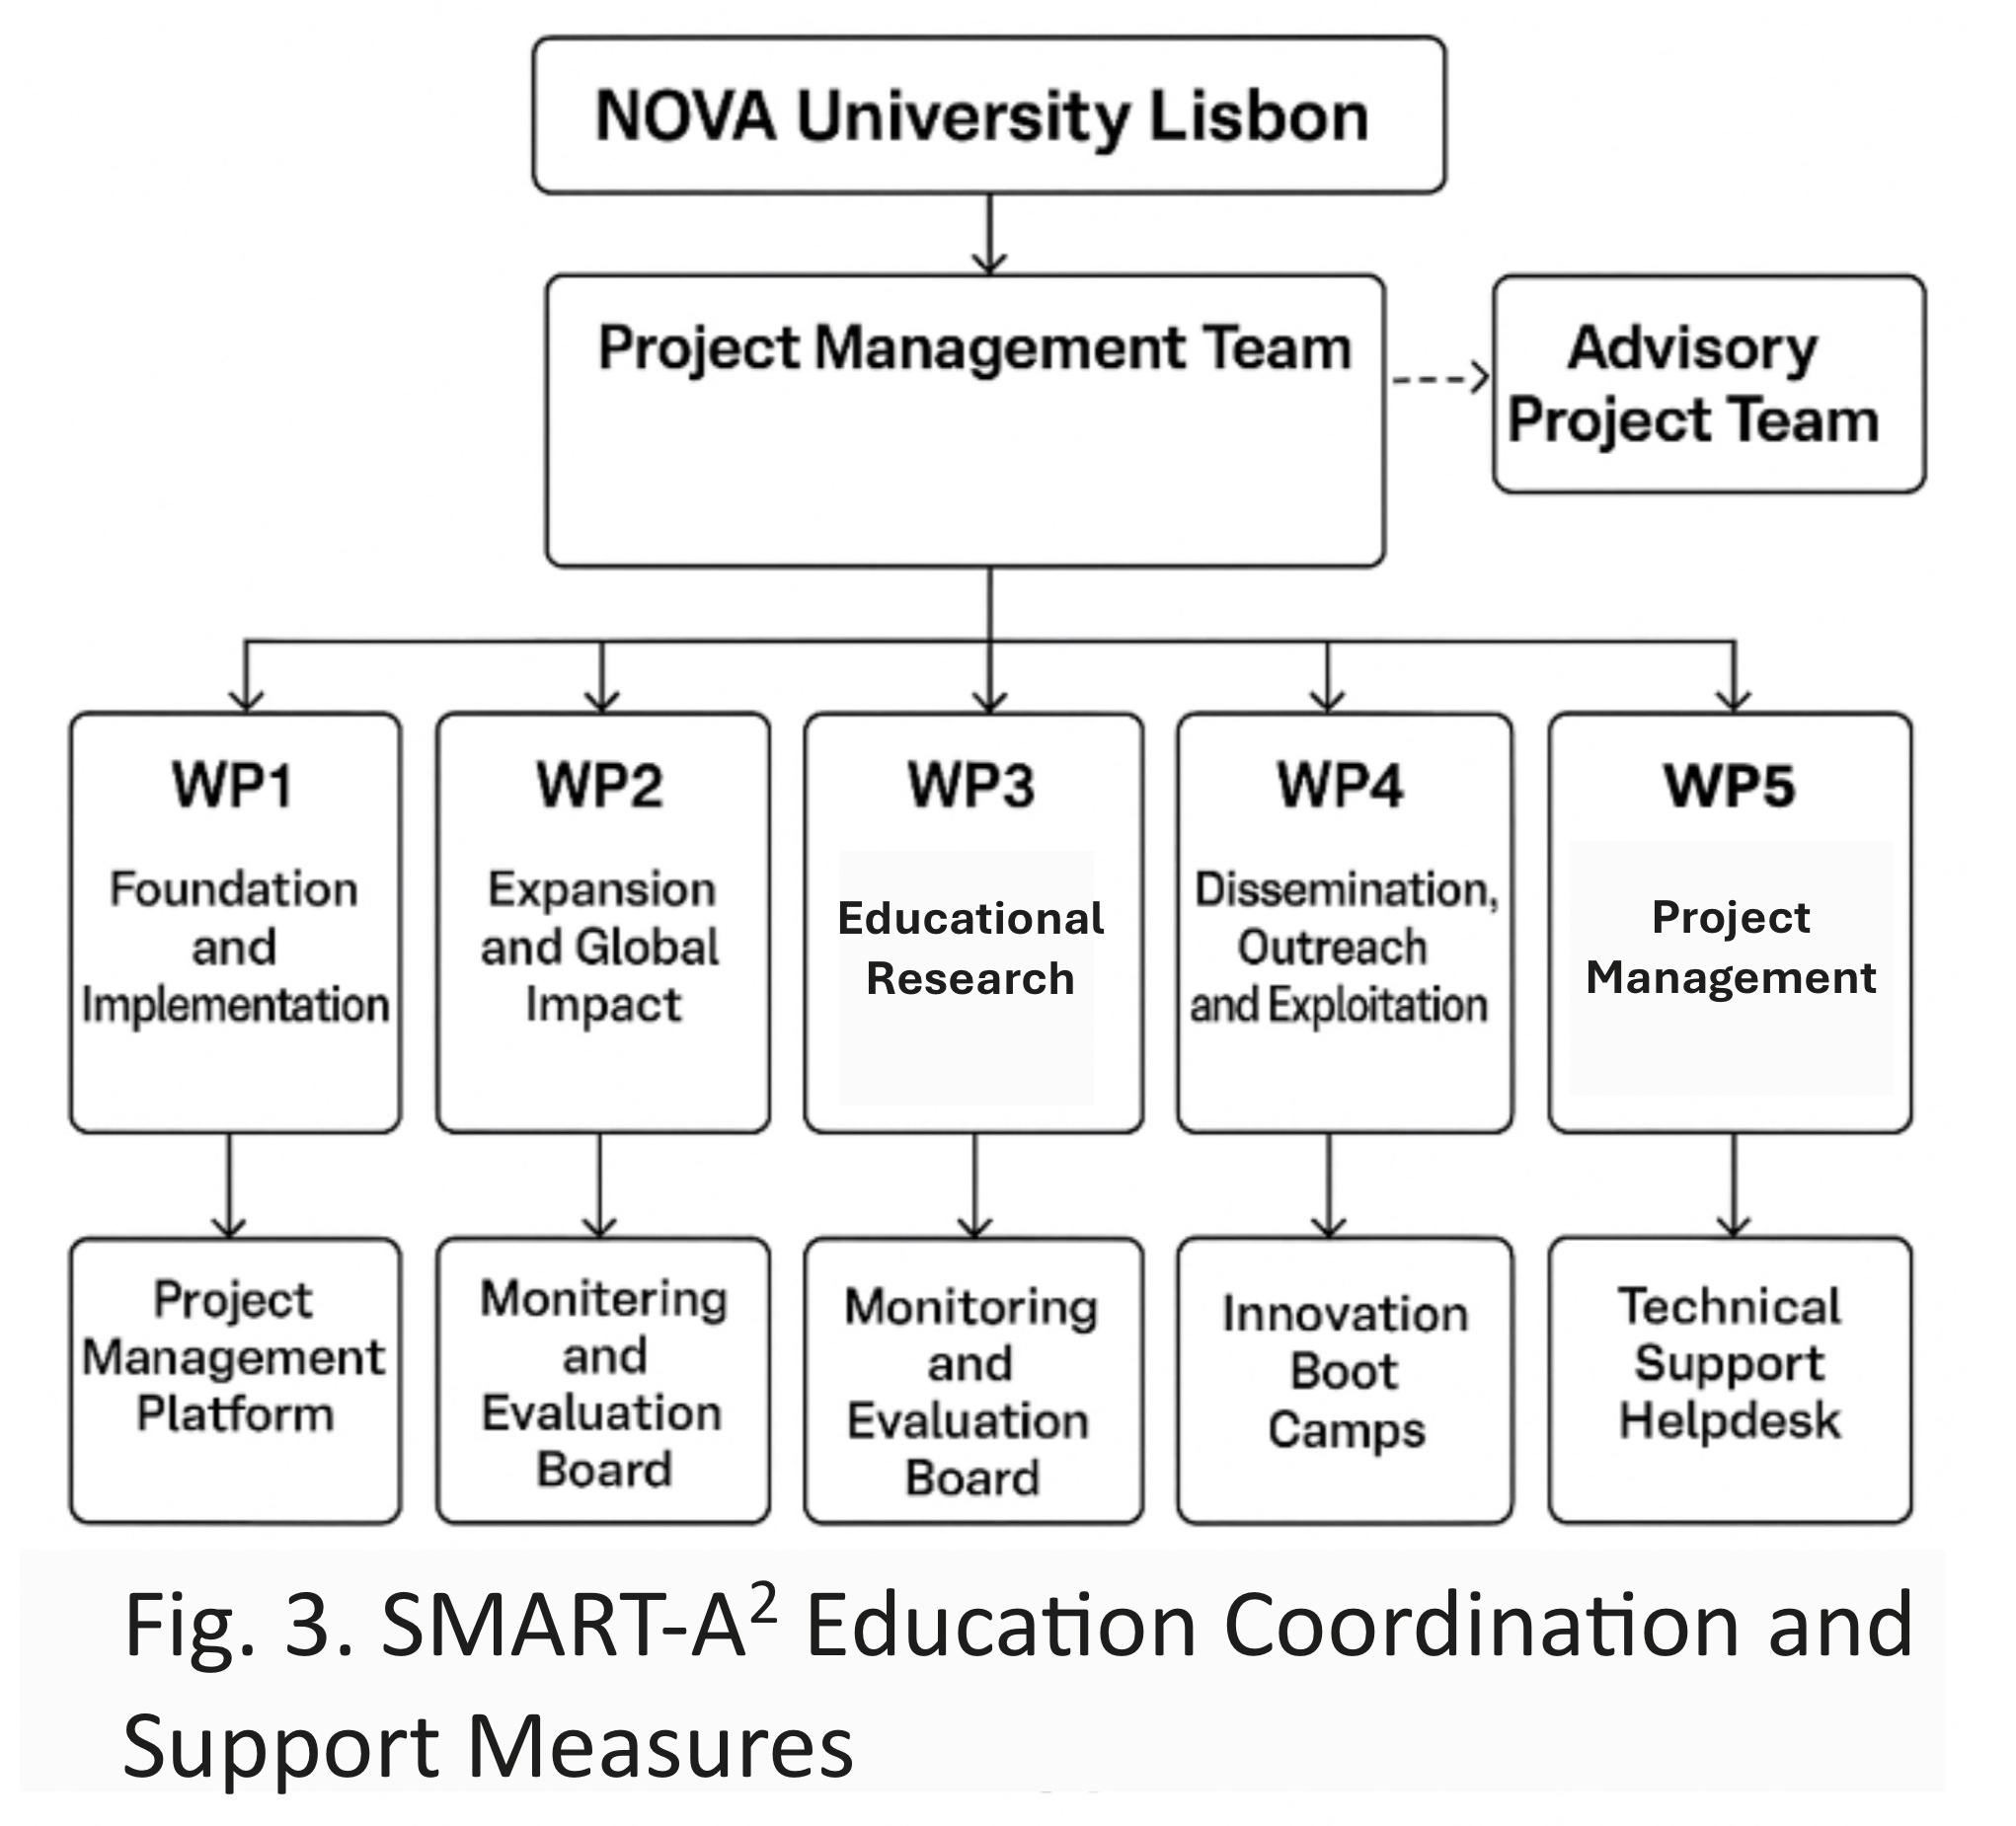 NOVA University Lisbon
Project Management Team
Advisory
Project Team
WP1
Foundation
and
Implementation
WP2
Expansion
and Global
Impact
WP3
Educational
Research
WP4
Dissemination,
Outreach
and Exploitation
WP5
Project
Management
Project
Management
Platform
Monitering
and
Evaluation
Board
Monitoring
and
Evaluation
Board
Innovation
Boot
Camps
Technical
Support
Helpdesk
Fig. 3. SMART-A² Education Coordination and
Support Measures